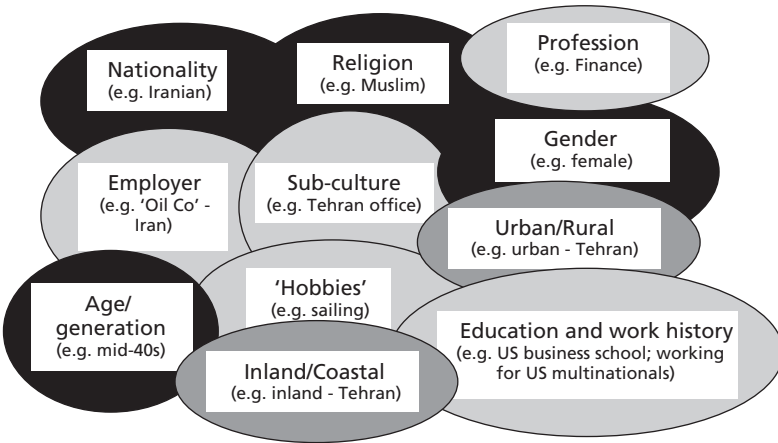 Nationality
(e.g. Iranian)
Religion
(e.g. Muslim)
Profession
(e.g. Finance)
Employer
(e.g. 'Oil Co' -
Iran)
Sub-culture
(e.g. Tehran office)
Gender
(e.g. female)
Urban/Rural
(e.g. urban - Tehran)
Age/
generation
(e.g. mid-40s)
'Hobbies'
(e.g. sailing)
Inland/Coastal
(e.g. inland - Tehran)
Education and work history
(e.g. US business school; working
for US multinationals)